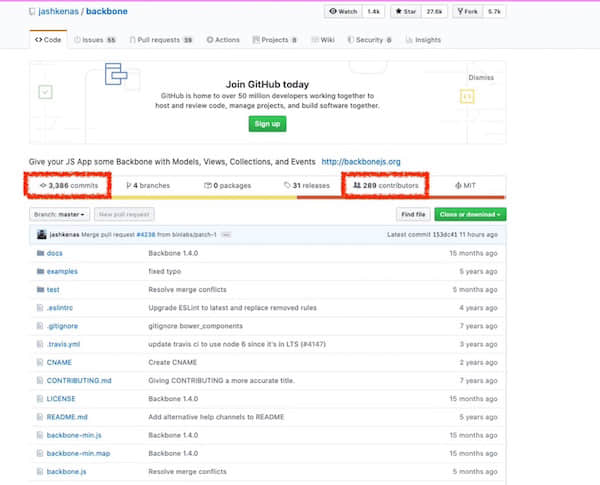 jashkenas / backbone
Watch 1.4k Star 27.6k Fork 5.7k
Code Issues 55 Pull requests 39 Actions Projects 0 Wiki Security 0 Insights
Dismiss
Join GitHub today
GitHub is home to over 50 million developers working together to
host and review code, manage projects, and build software together.
Sign up
Give your JS App some Backbone with Models, Views, Collections, and Events http://backbonejs.org
3,386 commits 4 branches 0 packages 31 releases 289 contributors MIT
Branch: master New pull request Find file Clone or download
jashkenas Merge pull request #4238 from binlabs/patch-1 Latest commit 153dc41 11 hours ago
docs Backbone 1.4.0 15 months ago
examples fixed typo 5 years ago
test Resolve merge conflicts 5 months ago
.eslintrc Upgrade ESLint to latest and replace removed rules 4 years ago
.gitignore gitignore bower_components 7 years ago
.travis.yml update travis ci to use node 6 since it's in LTS (#4147) 3 years ago
CNAME Create CNAME 2 years ago
CONTRIBUTING.md Giving CONTRIBUTING a more accurate title. 7 years ago
LICENSE Backbone 1.4.0 15 months ago
README.md Add alternative help channels to README 5 years ago
backbone-min.js Backbone 1.4.0 15 months ago
backbone-min.map Backbone 1.4.0 15 months ago
backbone.js Resolve merge conflicts 5 months ago